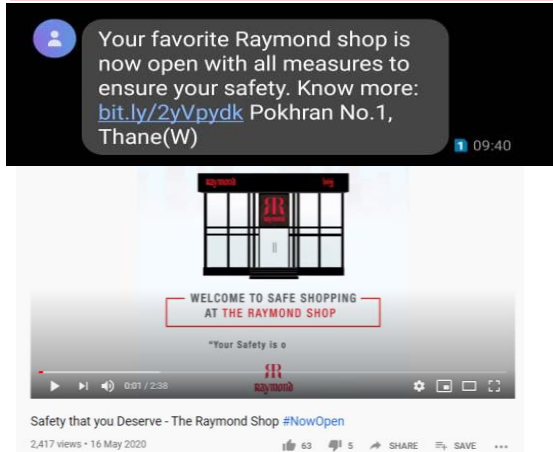 Your favorite Raymond shop is
now open with all measures to
ensure your safety. Know more:
bit.ly/2yVpydk Pokhran No.1,
Thane(W)
1 09:40
Raymond
R
Raymond
WELCOME TO SAFE SHOPPING
AT THE RAYMOND SHOP
"Your Safety is o
R
Raymond
0:01 / 2:38
Safety that you Deserve - The Raymond Shop #NowOpen
2,417 views • 16 May 2020
63 5 SHARE SAVE